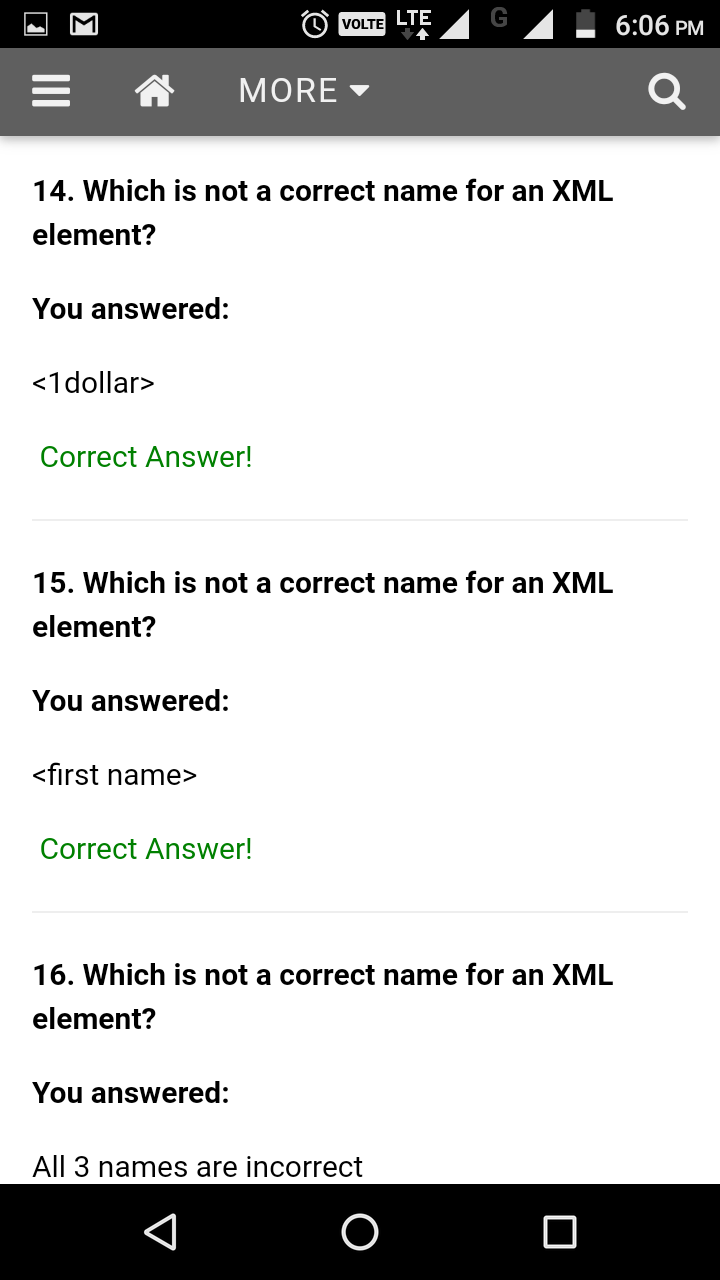 VOLTE LTE G 6:06 PM
MORE
14. Which is not a correct name for an XML
element?
You answered:
<1dollar>
Correct Answer!
15. Which is not a correct name for an XML
element?
You answered:
<first name>
Correct Answer!
16. Which is not a correct name for an XML
element?
You answered:
All 3 names are incorrect